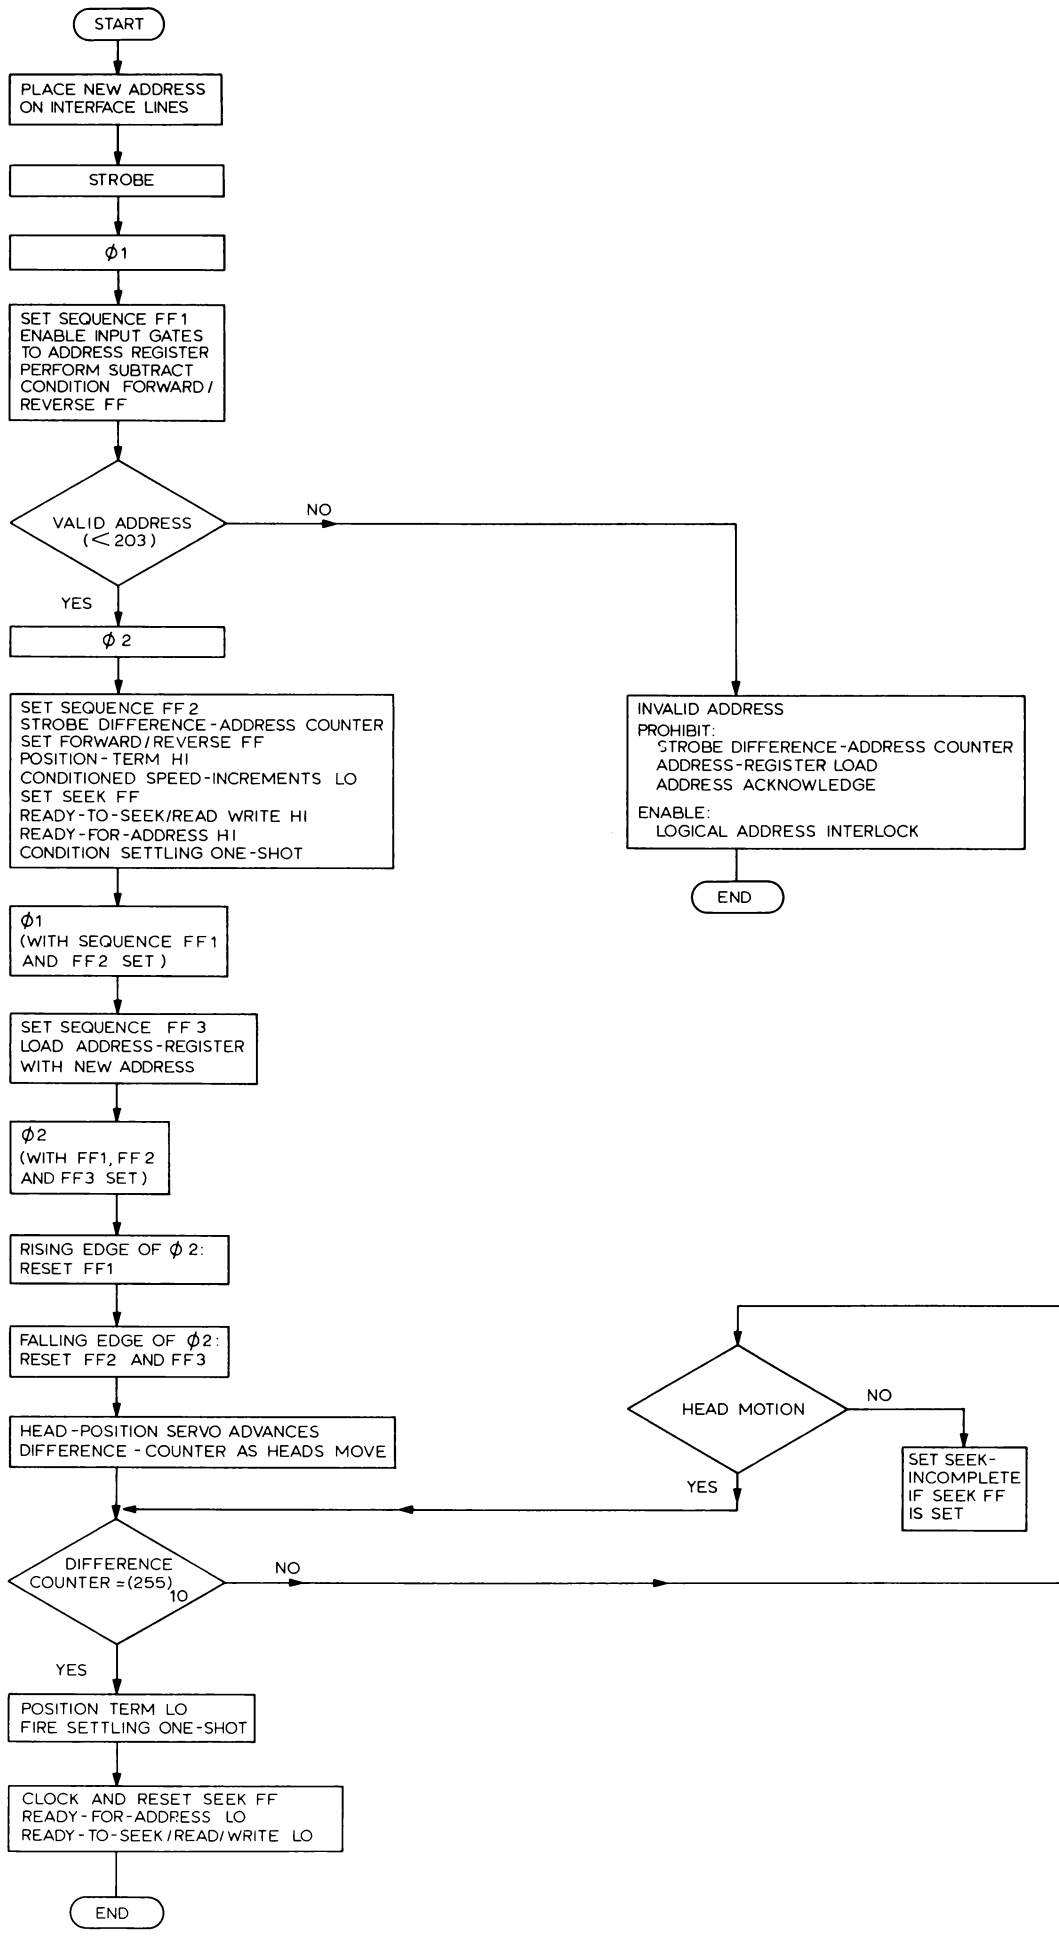 START
PLACE NEW ADDRESS
ON INTERFACE LINES
STROBE
ϕ1
SET SEQUENCE FF1
ENABLE INPUT GATES
TO ADDRESS REGISTER
PERFORM SUBTRACT
CONDITION FORWARD/
REVERSE FF
VALID ADDRESS
(<203)
NO
YES
ϕ2
SET SEQUENCE FF2
STROBE DIFFERENCE-ADDRESS COUNTER
SET FORWARD/REVERSE FF
POSITION-TERM HI
CONDITIONED SPEED-INCREMENTS LO
SET SEEK FF
READY-TO-SEEK/READ WRITE HI
READY-FOR-ADDRESS HI
CONDITION SETTLING ONE-SHOT
INVALID ADDRESS
PROHIBIT:
STROBE DIFFERENCE-ADDRESS COUNTER
ADDRESS-REGISTER LOAD
ADDRESS ACKNOWLEDGE
ENABLE:
LOGICAL ADDRESS INTERLOCK
END
ϕ1
(WITH SEQUENCE FF1
AND FF2 SET)
SET SEQUENCE FF3
LOAD ADDRESS-REGISTER
WITH NEW ADDRESS
ϕ2
(WITH FF1, FF2
AND FF3 SET)
RISING EDGE OF ϕ2:
RESET FF1
FALLING EDGE OF ϕ2:
RESET FF2 AND FF3
HEAD-POSITION SERVO ADVANCES
DIFFERENCE-COUNTER AS HEADS MOVE
HEAD MOTION
NO
YES
SET SEEK-
INCOMPLETE
IF SEEK FF
IS SET
DIFFERENCE
COUNTER=(255)10
NO
YES
POSITION TERM LO
FIRE SETTLING ONE-SHOT
CLOCK AND RESET SEEK FF
READY-FOR-ADDRESS LO
READY-TO-SEEK/READ/WRITE LO
END